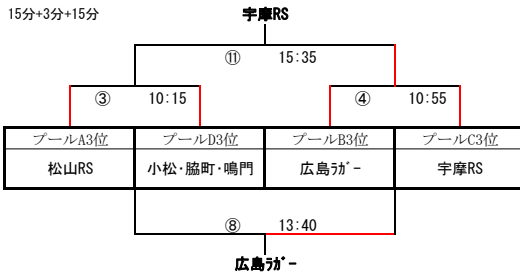 15分+3分+15分
宇摩RS
⑪ 15:35
③ 10:15 ④ 10:55
プールA3位 プールD3位 プールB3位 プールC3位
松山RS 小松・脇町・鳴門 広島ﾗｶﾞｰ 宇摩RS
⑧ 13:40
広島ﾗｶﾞｰ